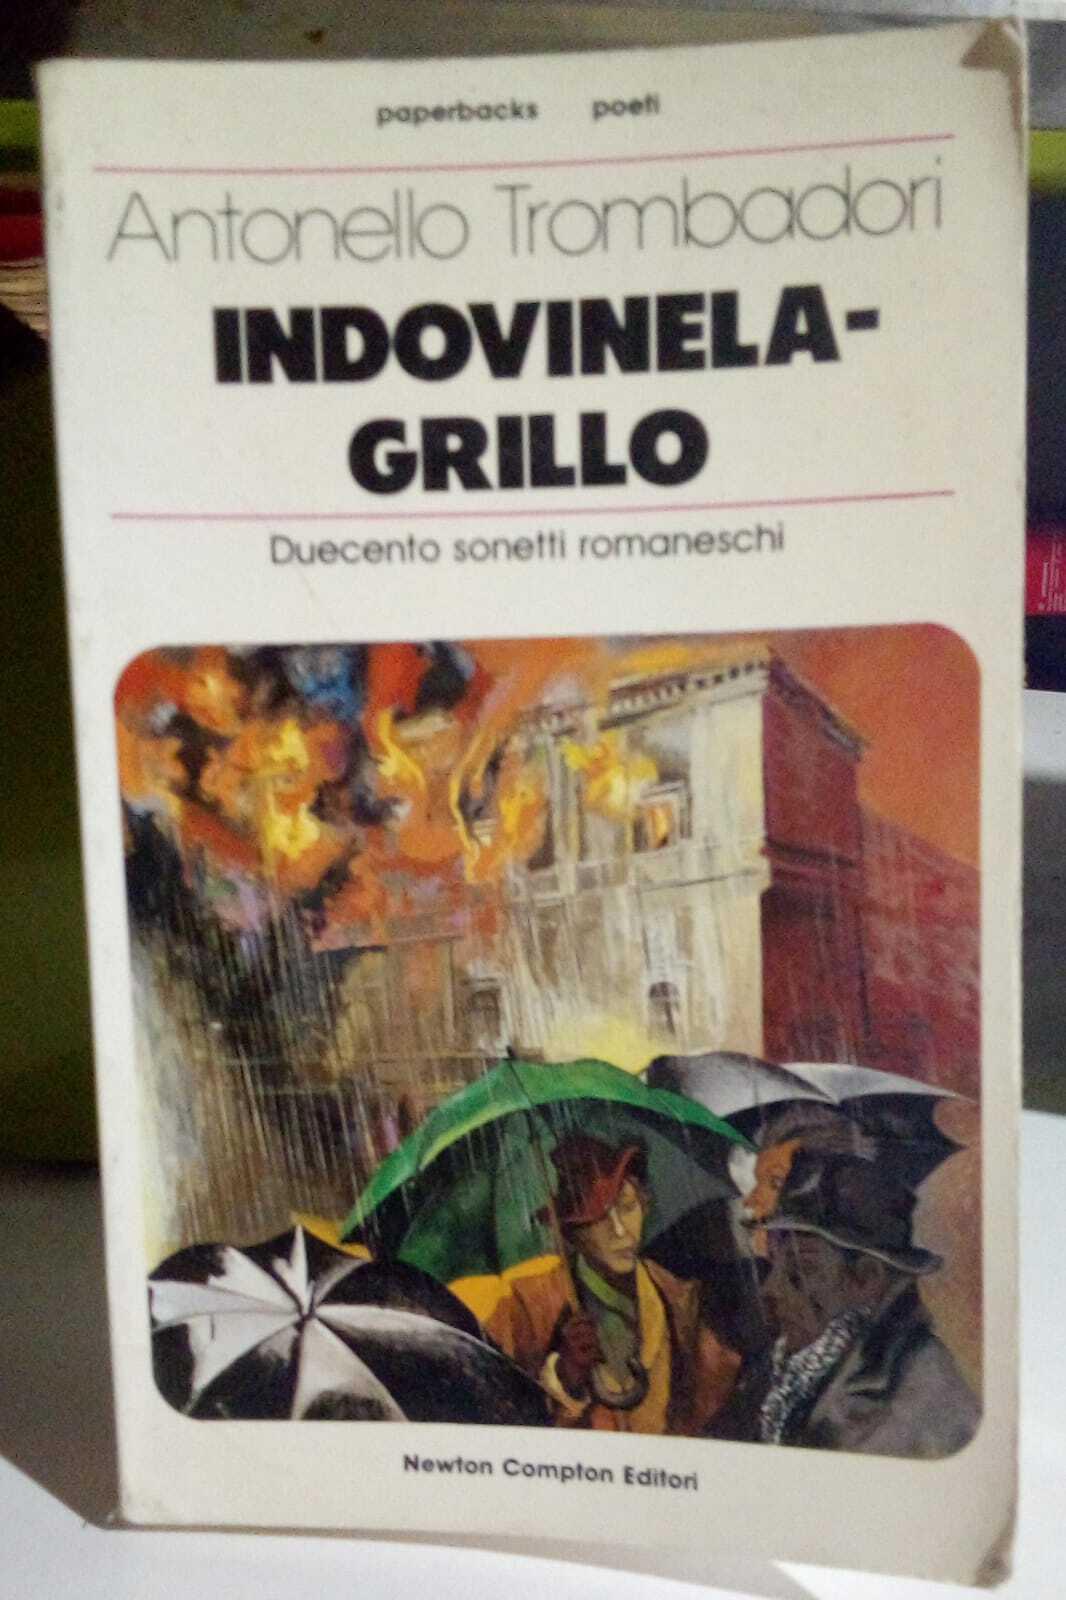 paperbacks poeti
Antonello Trombadori
INDOVINELA-
GRILLO
Duecento sonetti romaneschi
Newton Compton Editori